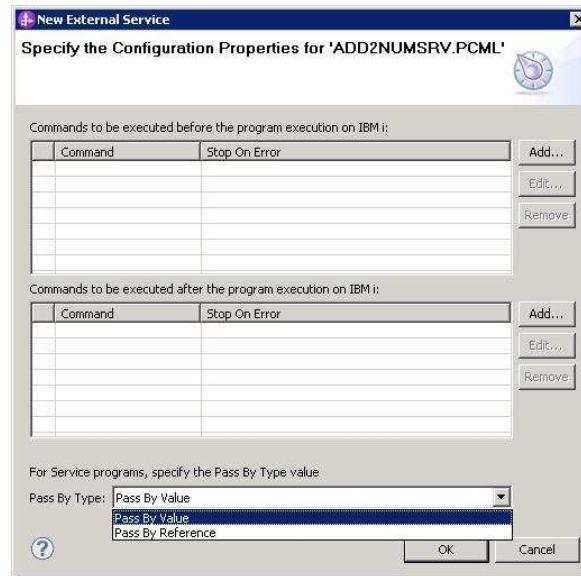 New External Service
Specify the Configuration Properties for 'ADD2NUMSRV.PCML'
Commands to be executed before the program execution on IBM i:
Command Stop On Error
Add...
Edit...
Remove
Commands to be executed after the program execution on IBM i:
Command Stop On Error
Add...
Edit...
Remove
For Service programs, specify the Pass By Type value
Pass By Type: Pass By Value
Pass By Value
Pass By Reference
? OK Cancel